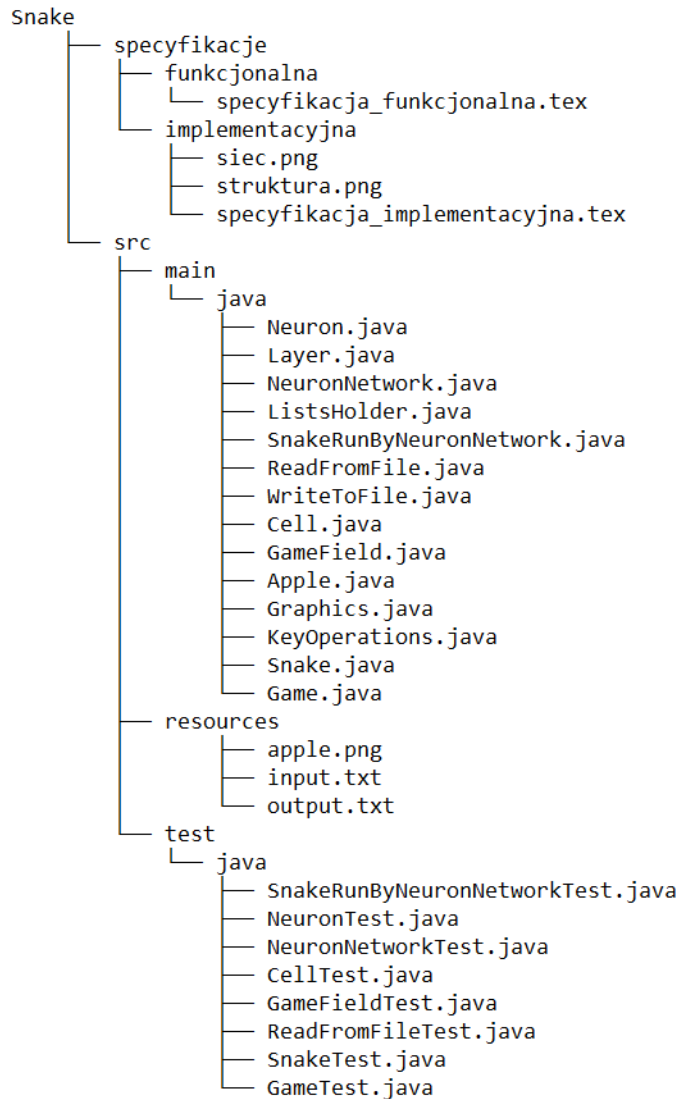 Snake
specyfikacje
funkcjonalna
specyfikacja_funkcjonalna.tex
implementacyjna
siec.png
struktura.png
specyfikacja_implementacyjna.tex
src
main
java
Neuron.java
Layer.java
NeuronNetwork.java
ListsHolder.java
SnakeRunByNeuronNetwork.java
ReadFromFile.java
WriteToFile.java
Cell.java
GameField.java
Apple.java
Graphics.java
KeyOperations.java
Snake.java
Game.java
resources
apple.png
input.txt
output.txt
test
java
SnakeRunByNeuronNetworkTest.java
NeuronTest.java
NeuronNetworkTest.java
CellTest.java
GameFieldTest.java
ReadFromFileTest.java
SnakeTest.java
GameTest.java